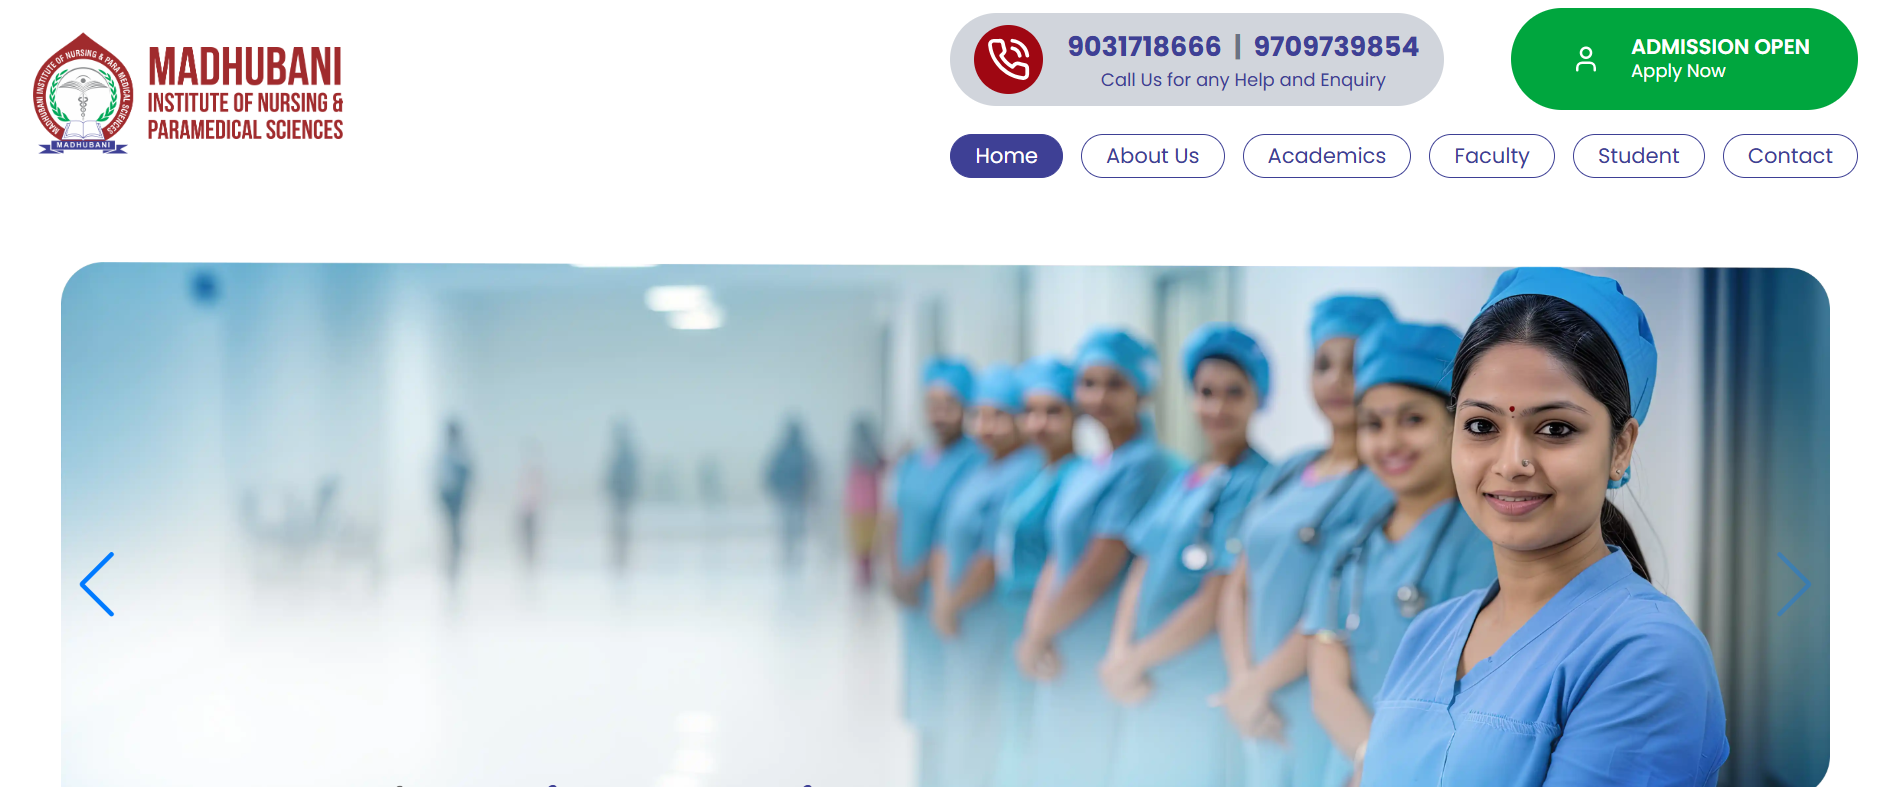 MADHUBANI INSTITUTE OF NURSING & PARA MEDICAL SCIENCES
MADHUBANI
MADHUBANI
INSTITUTE OF NURSING &
PARAMEDICAL SCIENCES
9031718666 | 9709739854
Call Us for any Help and Enquiry
ADMISSION OPEN
Apply Now
Home
About Us
Academics
Faculty
Student
Contact